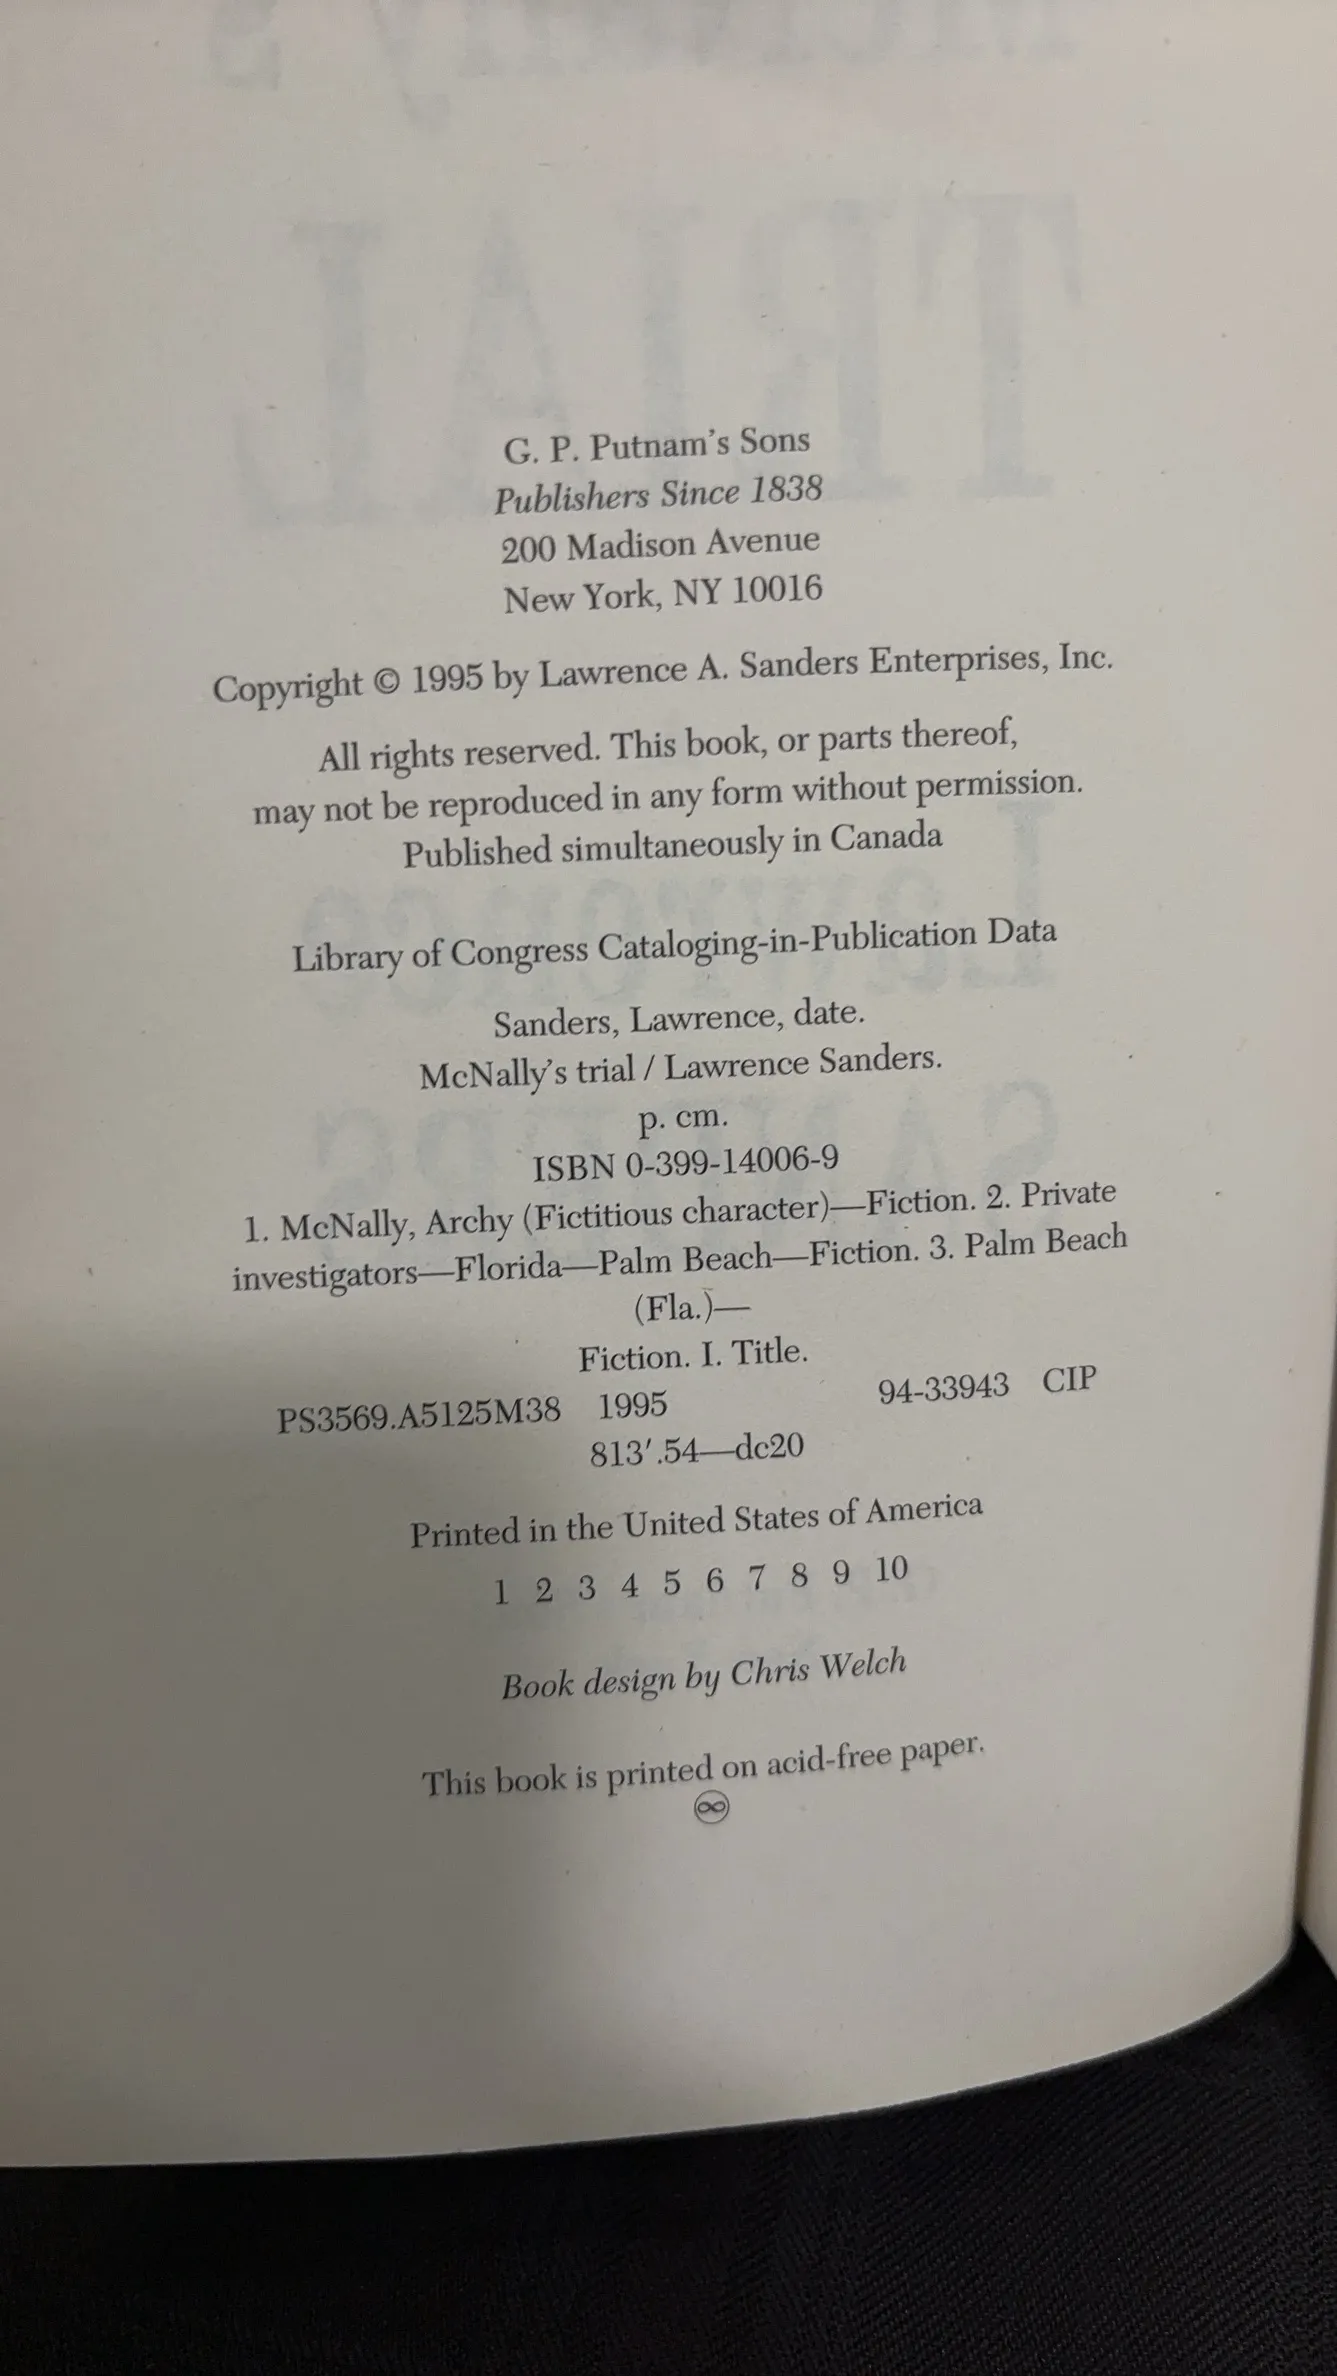 G. P. Putnam's Sons
Publishers Since 1838
200 Madison Avenue
New York, NY 10016
Copyright © 1995 by Lawrence A. Sanders Enterprises, Inc.
All rights reserved. This book, or parts thereof,
may not be reproduced in any form without permission.
Published simultaneously in Canada
Library of Congress Cataloging-in-Publication Data
Sanders, Lawrence, date.
McNally's trial / Lawrence Sanders.
p. cm.
ISBN 0-399-14006-9
1. McNally, Archy (Fictitious character)—Fiction. 2. Private
investigators—Florida—Palm Beach—Fiction. 3. Palm Beach
(Fla.)—
Fiction. I. Title.
PS3569.A5125M38 1995 94-33943 CIP
813′.54—dc20
Printed in the United States of America
1 2 3 4 5 6 7 8 9 10
Book design by Chris Welch
This book is printed on acid-free paper.
♾